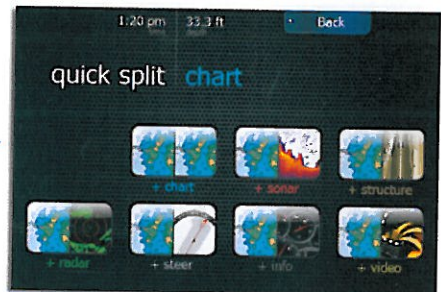 1:20 pm 33.3 ft Back
quick split chart
+ chart + sonar + structure
+ radar + steer + info + video